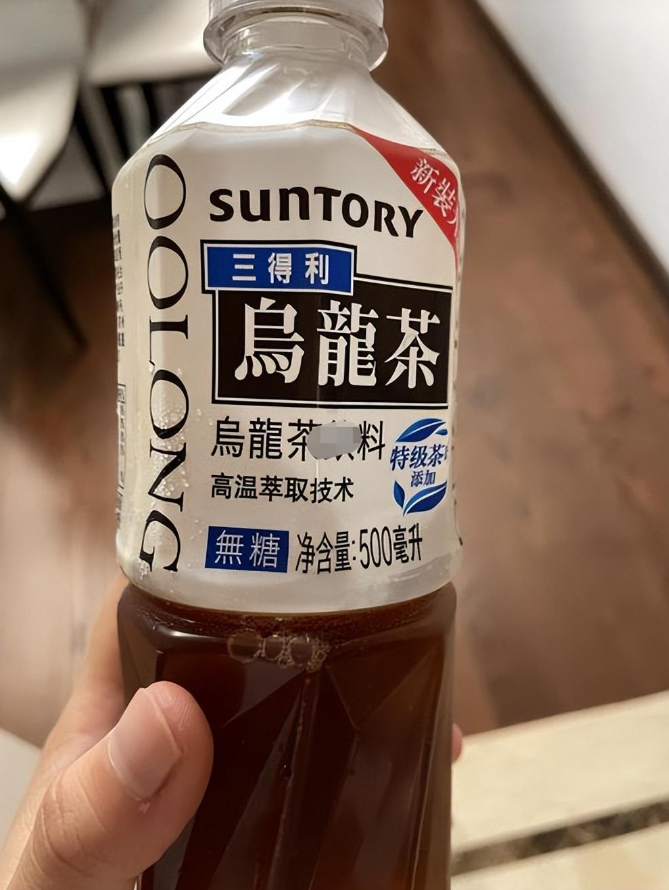 OOLONG
新裝
SUNTORY
三得利
烏龍茶
烏龍茶 料
特级茶
添加
高温萃取技术
無糖 净含量:500毫升